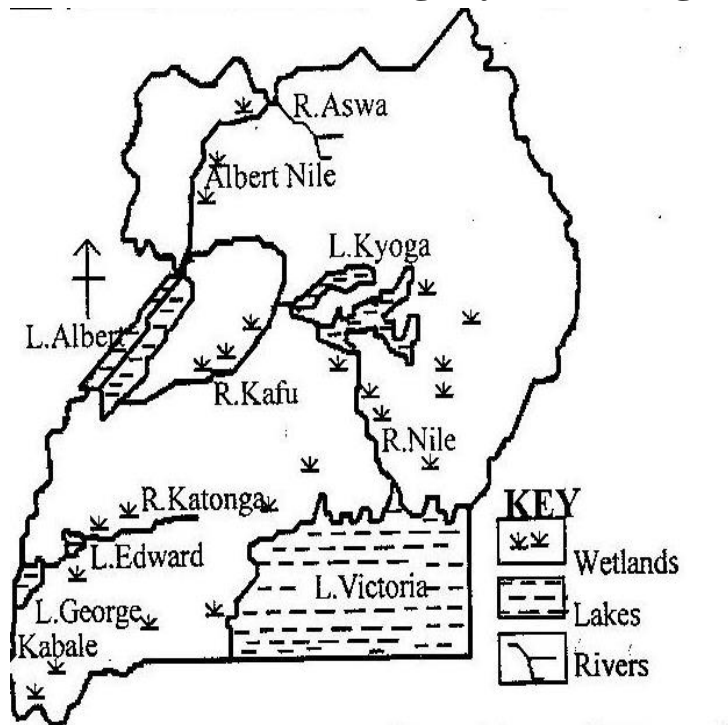 R.Aswa
Albert Nile
L.Kyoga
L.Albert
R.Kafu
R.Nile
R.Katonga
L.Edward
L.George
L.Victoria
Kabale
KEY
Wetlands
Lakes
Rivers